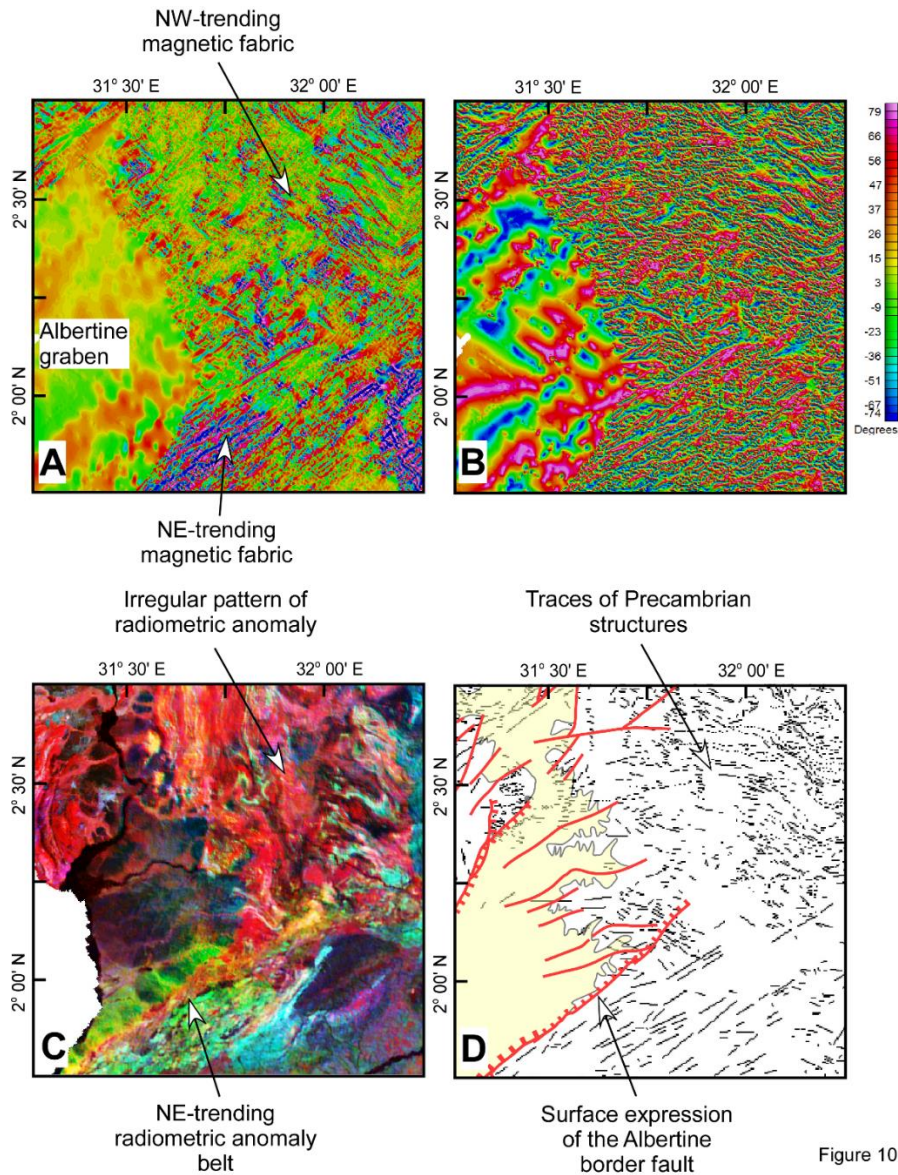 NW-trending
magnetic fabric
31° 30' E
32° 00' E
31° 30' E
32° 00' E
2° 30' N
2° 00' N
Albertine
graben
A
2° 30' N
2° 00' N
B
79
66
56
47
37
26
15
3
-9
-23
-36
-51
-67
-74
Degrees
NE-trending
magnetic fabric
Irregular pattern of
radiometric anomaly
Traces of Precambrian
structures
31° 30' E
32° 00' E
31° 30' E
32° 00' E
2° 30' N
2° 00' N
C
2° 30' N
2° 00' N
D
NE-trending
radiometric anomaly
belt
Surface expression
of the Albertine
border fault
Figure 10